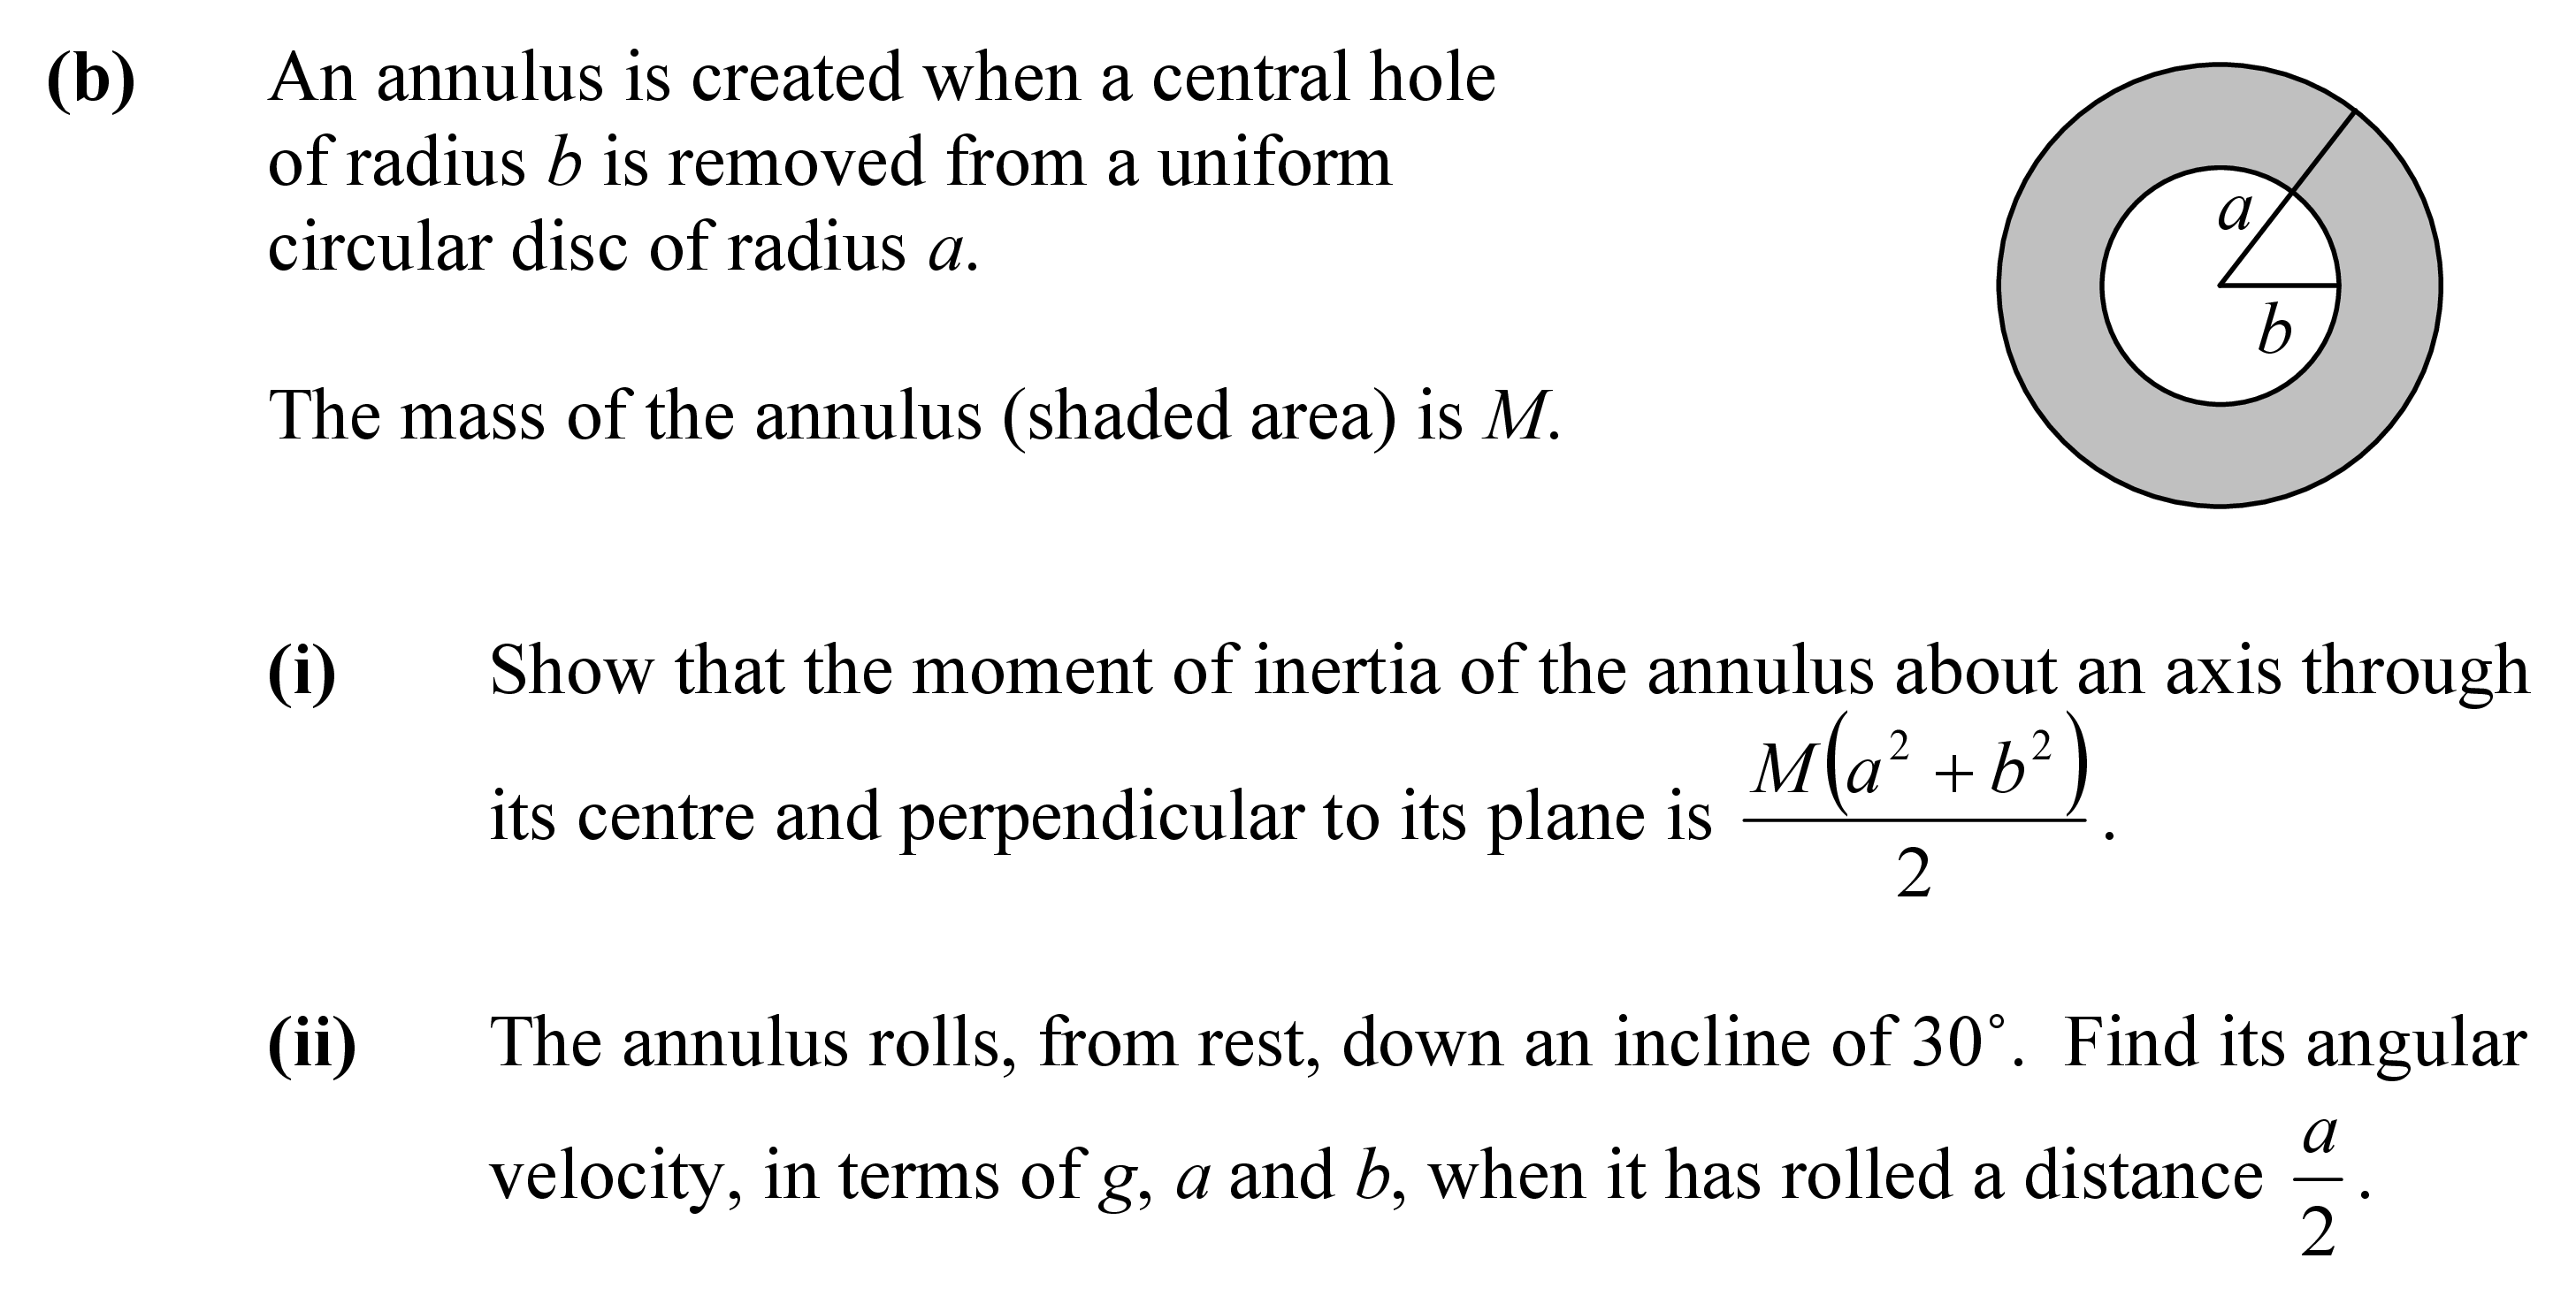 (b) An annulus is created when a central hole
of radius b is removed from a uniform
circular disc of radius a.
a
b
The mass of the annulus (shaded area) is M.
(i) Show that the moment of inertia of the annulus about an axis through
its centre and perpendicular to its plane is \frac{M(a^2 + b^2)}{2}.
(ii) The annulus rolls, from rest, down an incline of 30°. Find its angular
velocity, in terms of g, a and b, when it has rolled a distance \frac{a}{2}.